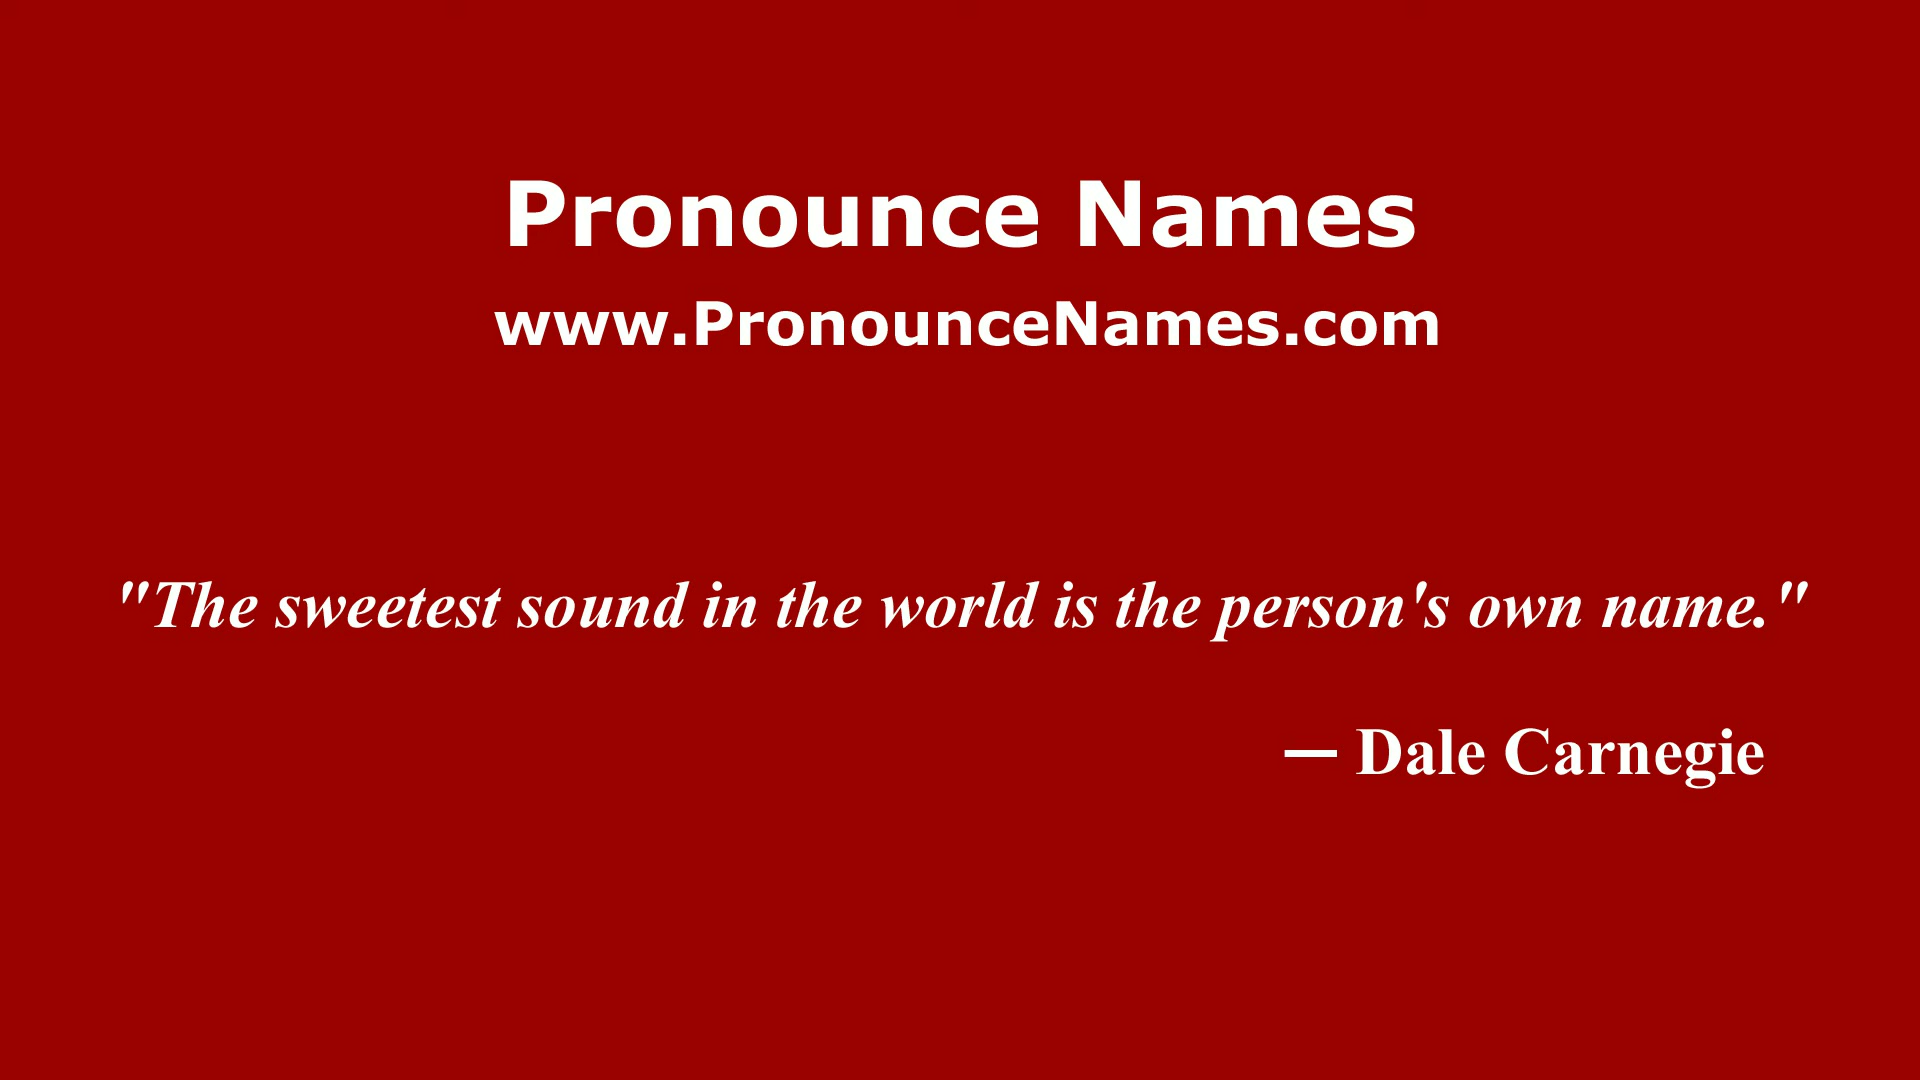 Pronounce Names
www.PronounceNames.com
"The sweetest sound in the world is the person's own name."
— Dale Carnegie